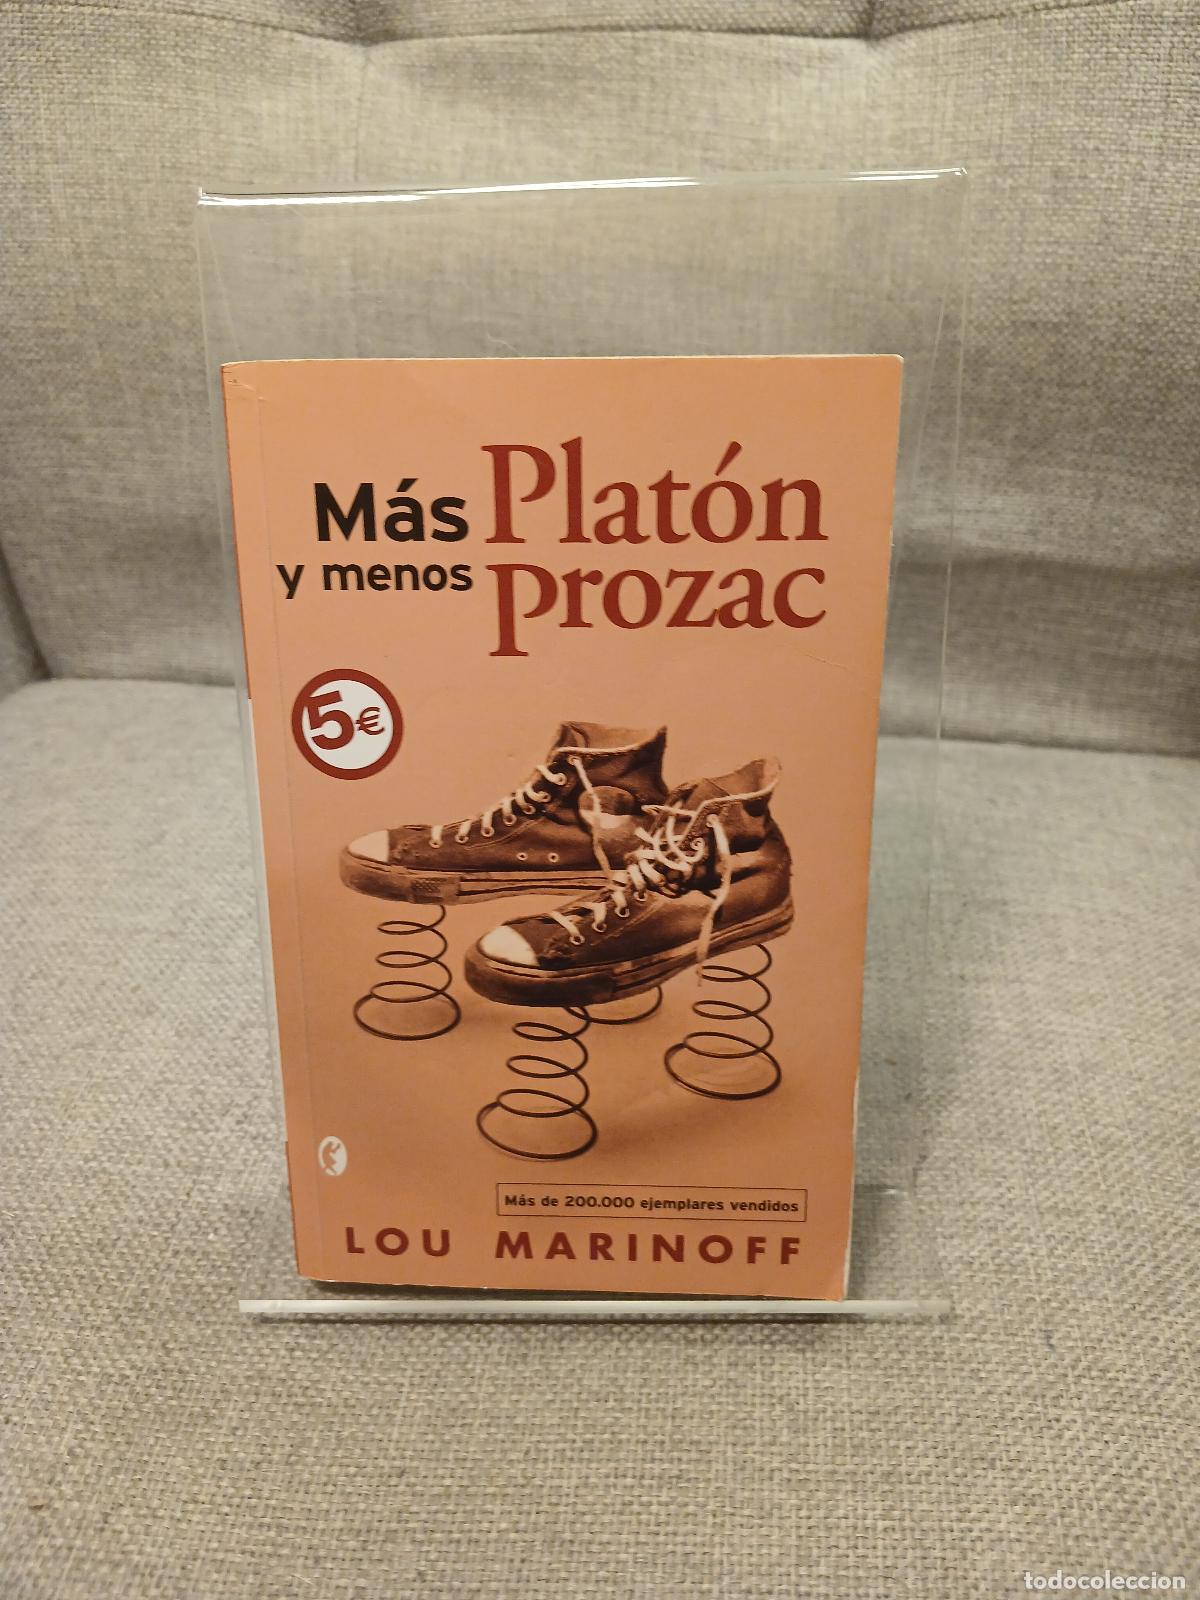 Más Platón
y menos prozac
5€
Más de 200.000 ejemplares vendidos
LOU MARINOFF
todocoleccion